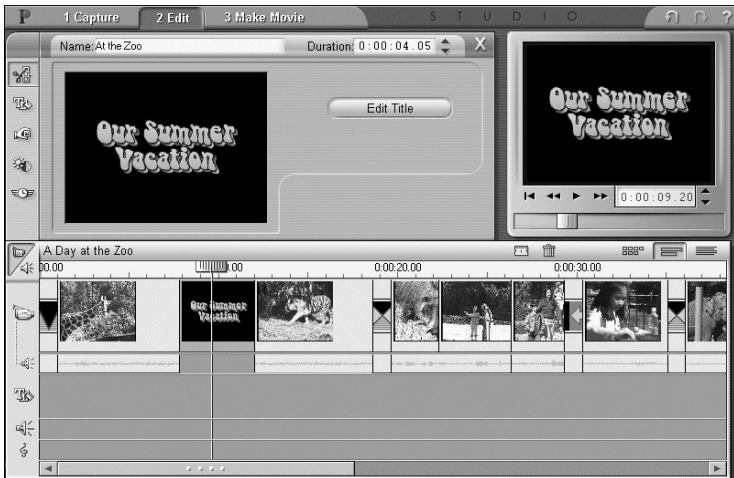 P 1 Capture 2 Edit 3 Make Movie S T U D I O ?
Name: At the Zoo Duration: 0:00:04.05 X
Edit Title
Our Summer
Vacation
Our Summer
Vacation
0:00:09.20
A Day at the Zoo
00.00 0:00:20.00 0:00:30.00
Our Summer
Vacation